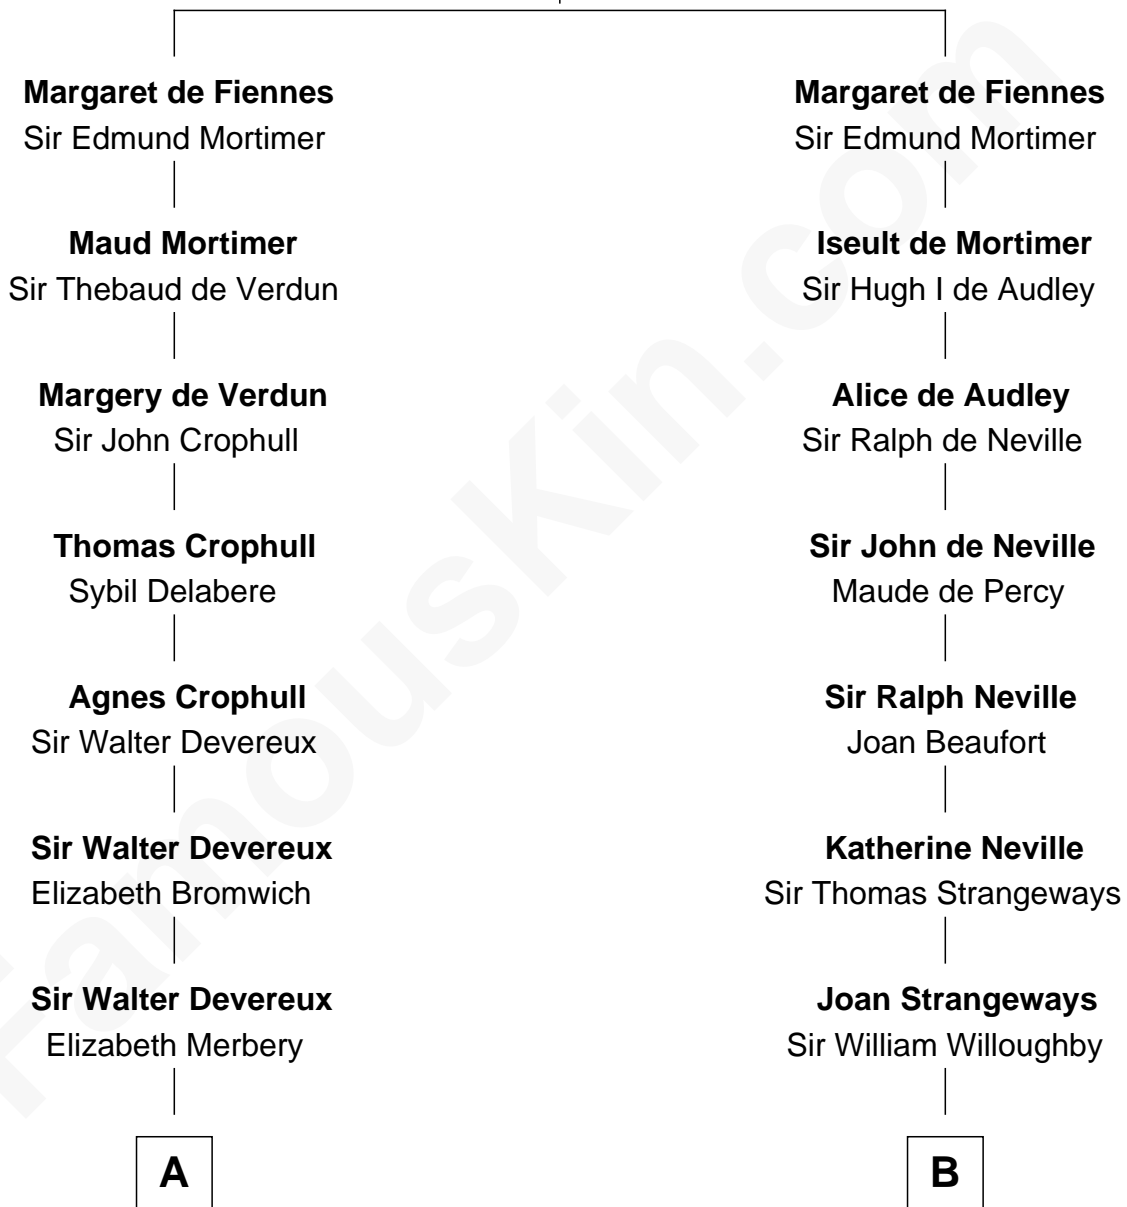 Margaret de Fiennes
Sir Edmund Mortimer
Maud Mortimer
Sir Thebaud de Verdun
Margery de Verdun
Sir John Crophull
Thomas Crophull
Sybil Delabere
Agnes Crophull
Sir Walter Devereux
Sir Walter Devereux
Elizabeth Bromwich
Sir Walter Devereux
Elizabeth Merbery
A
Margaret de Fiennes
Sir Edmund Mortimer
Iseult de Mortimer
Sir Hugh I de Audley
Alice de Audley
Sir Ralph de Neville
Sir John de Neville
Maude de Percy
Sir Ralph Neville
Joan Beaufort
Katherine Neville
Sir Thomas Strangeways
Joan Strangeways
Sir William Willoughby
B
FamousKin.com